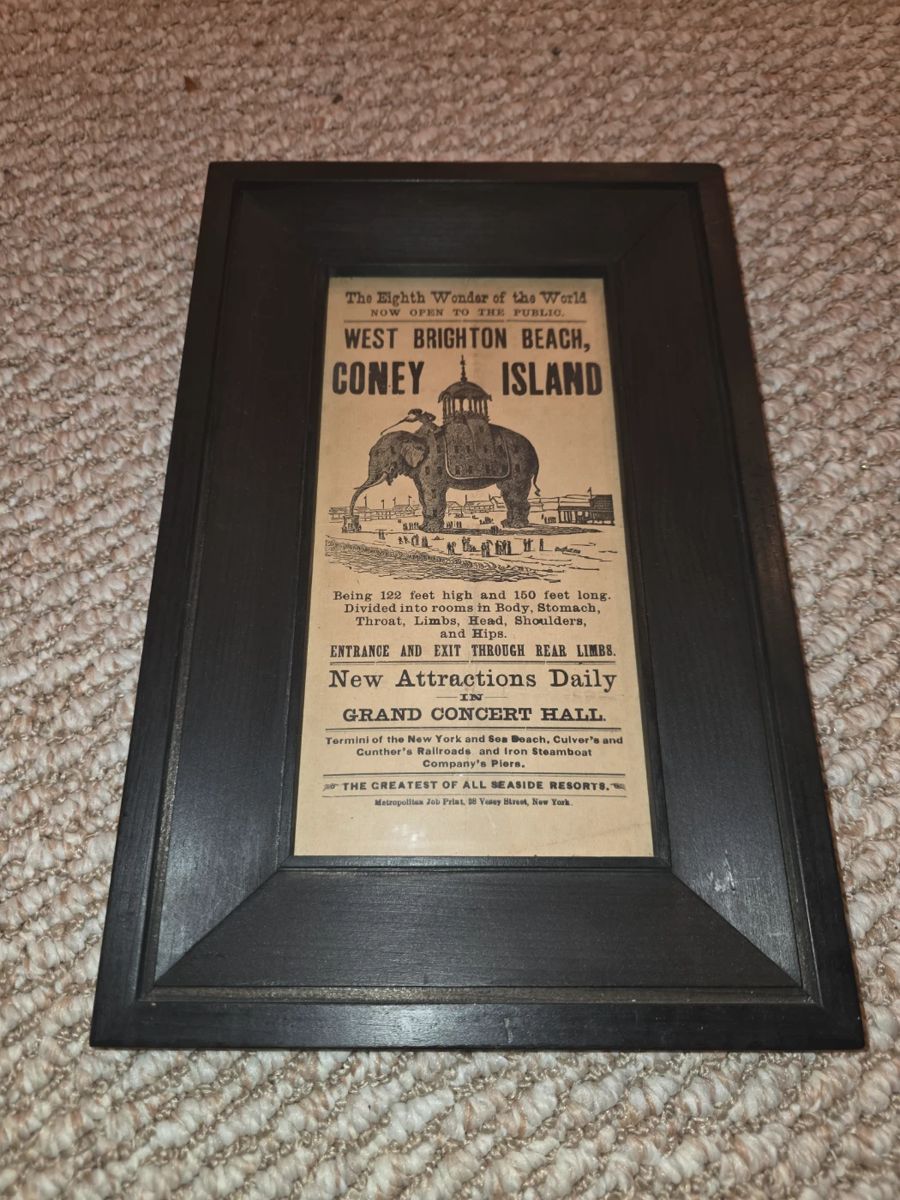 The Eighth Wonder of the World
NOW OPEN TO THE PUBLIC.
WEST BRIGHTON BEACH,
CONEY ISLAND
Being 122 feet high and 150 feet long.
Divided into rooms in Body, Stomach,
Throat, Limbs, Head, Shoulders,
and Hips.
ENTRANCE AND EXIT THROUGH REAR LIMBS.
New Attractions Daily
IN
GRAND CONCERT HALL.
Termini of the New York and Sea Beach, Culver's and
Gunther's Railroads and Iron Steamboat
Company's Piers.
THE GREATEST OF ALL SEASIDE RESORTS.
Metropolitan Job Print, 38 Vesey Street, New York.